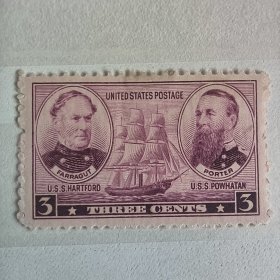 UNITED STATES POSTAGE
FARRAGUT
PORTER
U.S.S. HARTFORD
U.S.S. POWHATAN
3 ★ THREE CENTS ★ 3